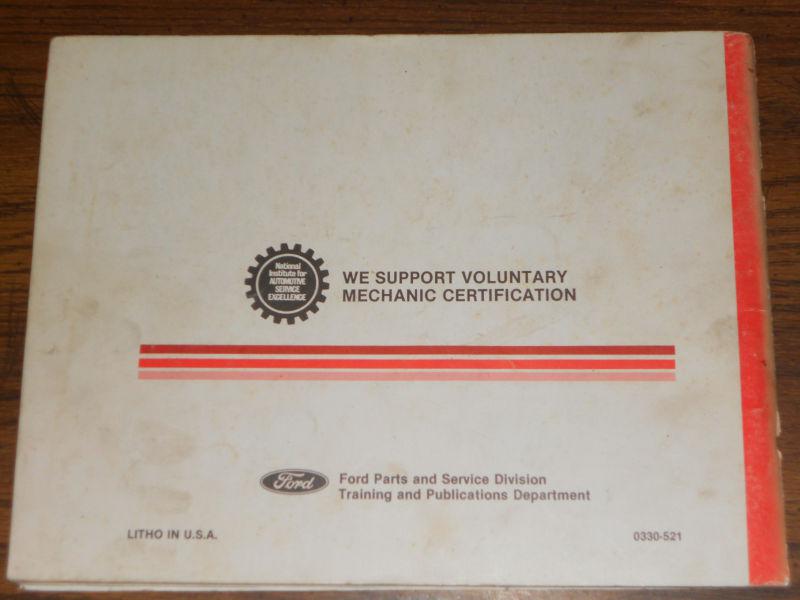 National
Institute for
AUTOMOTIVE
SERVICE
EXCELLENCE
WE SUPPORT VOLUNTARY
MECHANIC CERTIFICATION
Ford
Ford Parts and Service Division
Training and Publications Department
LITHO IN U.S.A.
0330-521